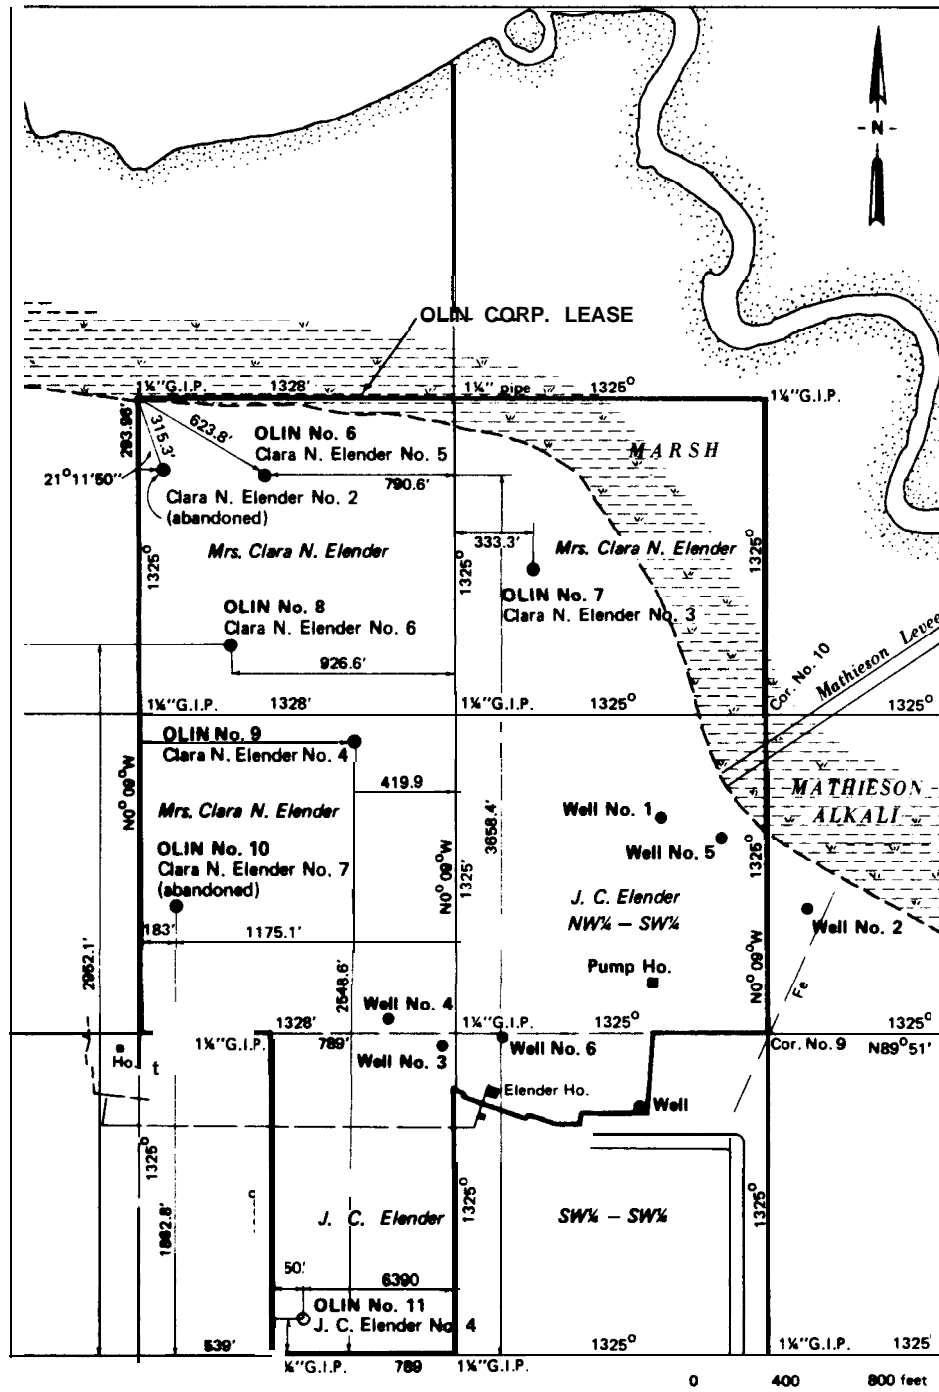 - N -
OLIN CORP. LEASE
1¼"G.I.P. 1328' 1¼" pipe 1325° 1¼"G.I.P.
293.96'
315.3'
623.8'
21°11'50"
OLIN No. 6
Clara N. Elender No. 5
790.6'
MARSH
Clara N. Elender No. 2
(abandoned)
333.3'
Mrs. Clara N. Elender
Mrs. Clara N. Elender
1325°
1325°
1325°
OLIN No. 7
Clara N. Elender No. 3
OLIN No. 8
Clara N. Elender No. 6
926.6'
Cor. No. 10
Mathieson Levee
1¼"G.I.P. 1328' 1¼"G.I.P. 1325° 1325°
OLIN No. 9
Clara N. Elender No. 4
N0° 09°W
419.9
3658.4'
MATHIESON
ALKALI
Mrs. Clara N. Elender
Well No. 1
Well No. 5
OLIN No. 10
Clara N. Elender No. 7
(abandoned)
N0° 09°W
1325'
1325°
J. C. Elender
NW¼ – SW¼
Well No. 2
183' 1175.1'
2952.1'
2548.6'
N0° 09°W
Pump Ho.
Fe
Well No. 4
1328' 1¼"G.I.P. 1325° 1325°
1¼"G.I.P. 789' Well No. 3
Well No. 6
Cor. No. 9 N89°51'
Ho.
t
Elender Ho.
Well
1325°
1862.8'
1325°
1325°
J. C. Elender
SW¼ – SW¼
50' 6390
OLIN No. 11
J. C. Elender No. 4
539' 1325° 1¼"G.I.P. 1325'
¼"G.I.P. 789 1¼"G.I.P.
0 400 800 feet